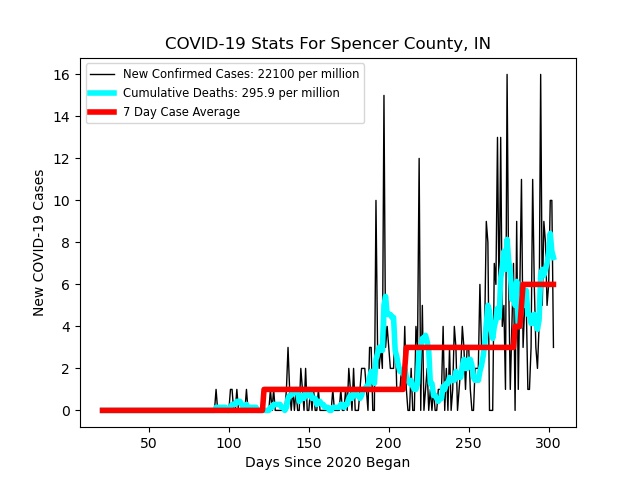 COVID-19 Stats For Spencer County, IN
New Confirmed Cases: 22100 per million
Cumulative Deaths: 295.9 per million
7 Day Case Average
New COVID-19 Cases
16
14
12
10
8
6
4
2
0
50 100 150 200 250 300
Days Since 2020 Began